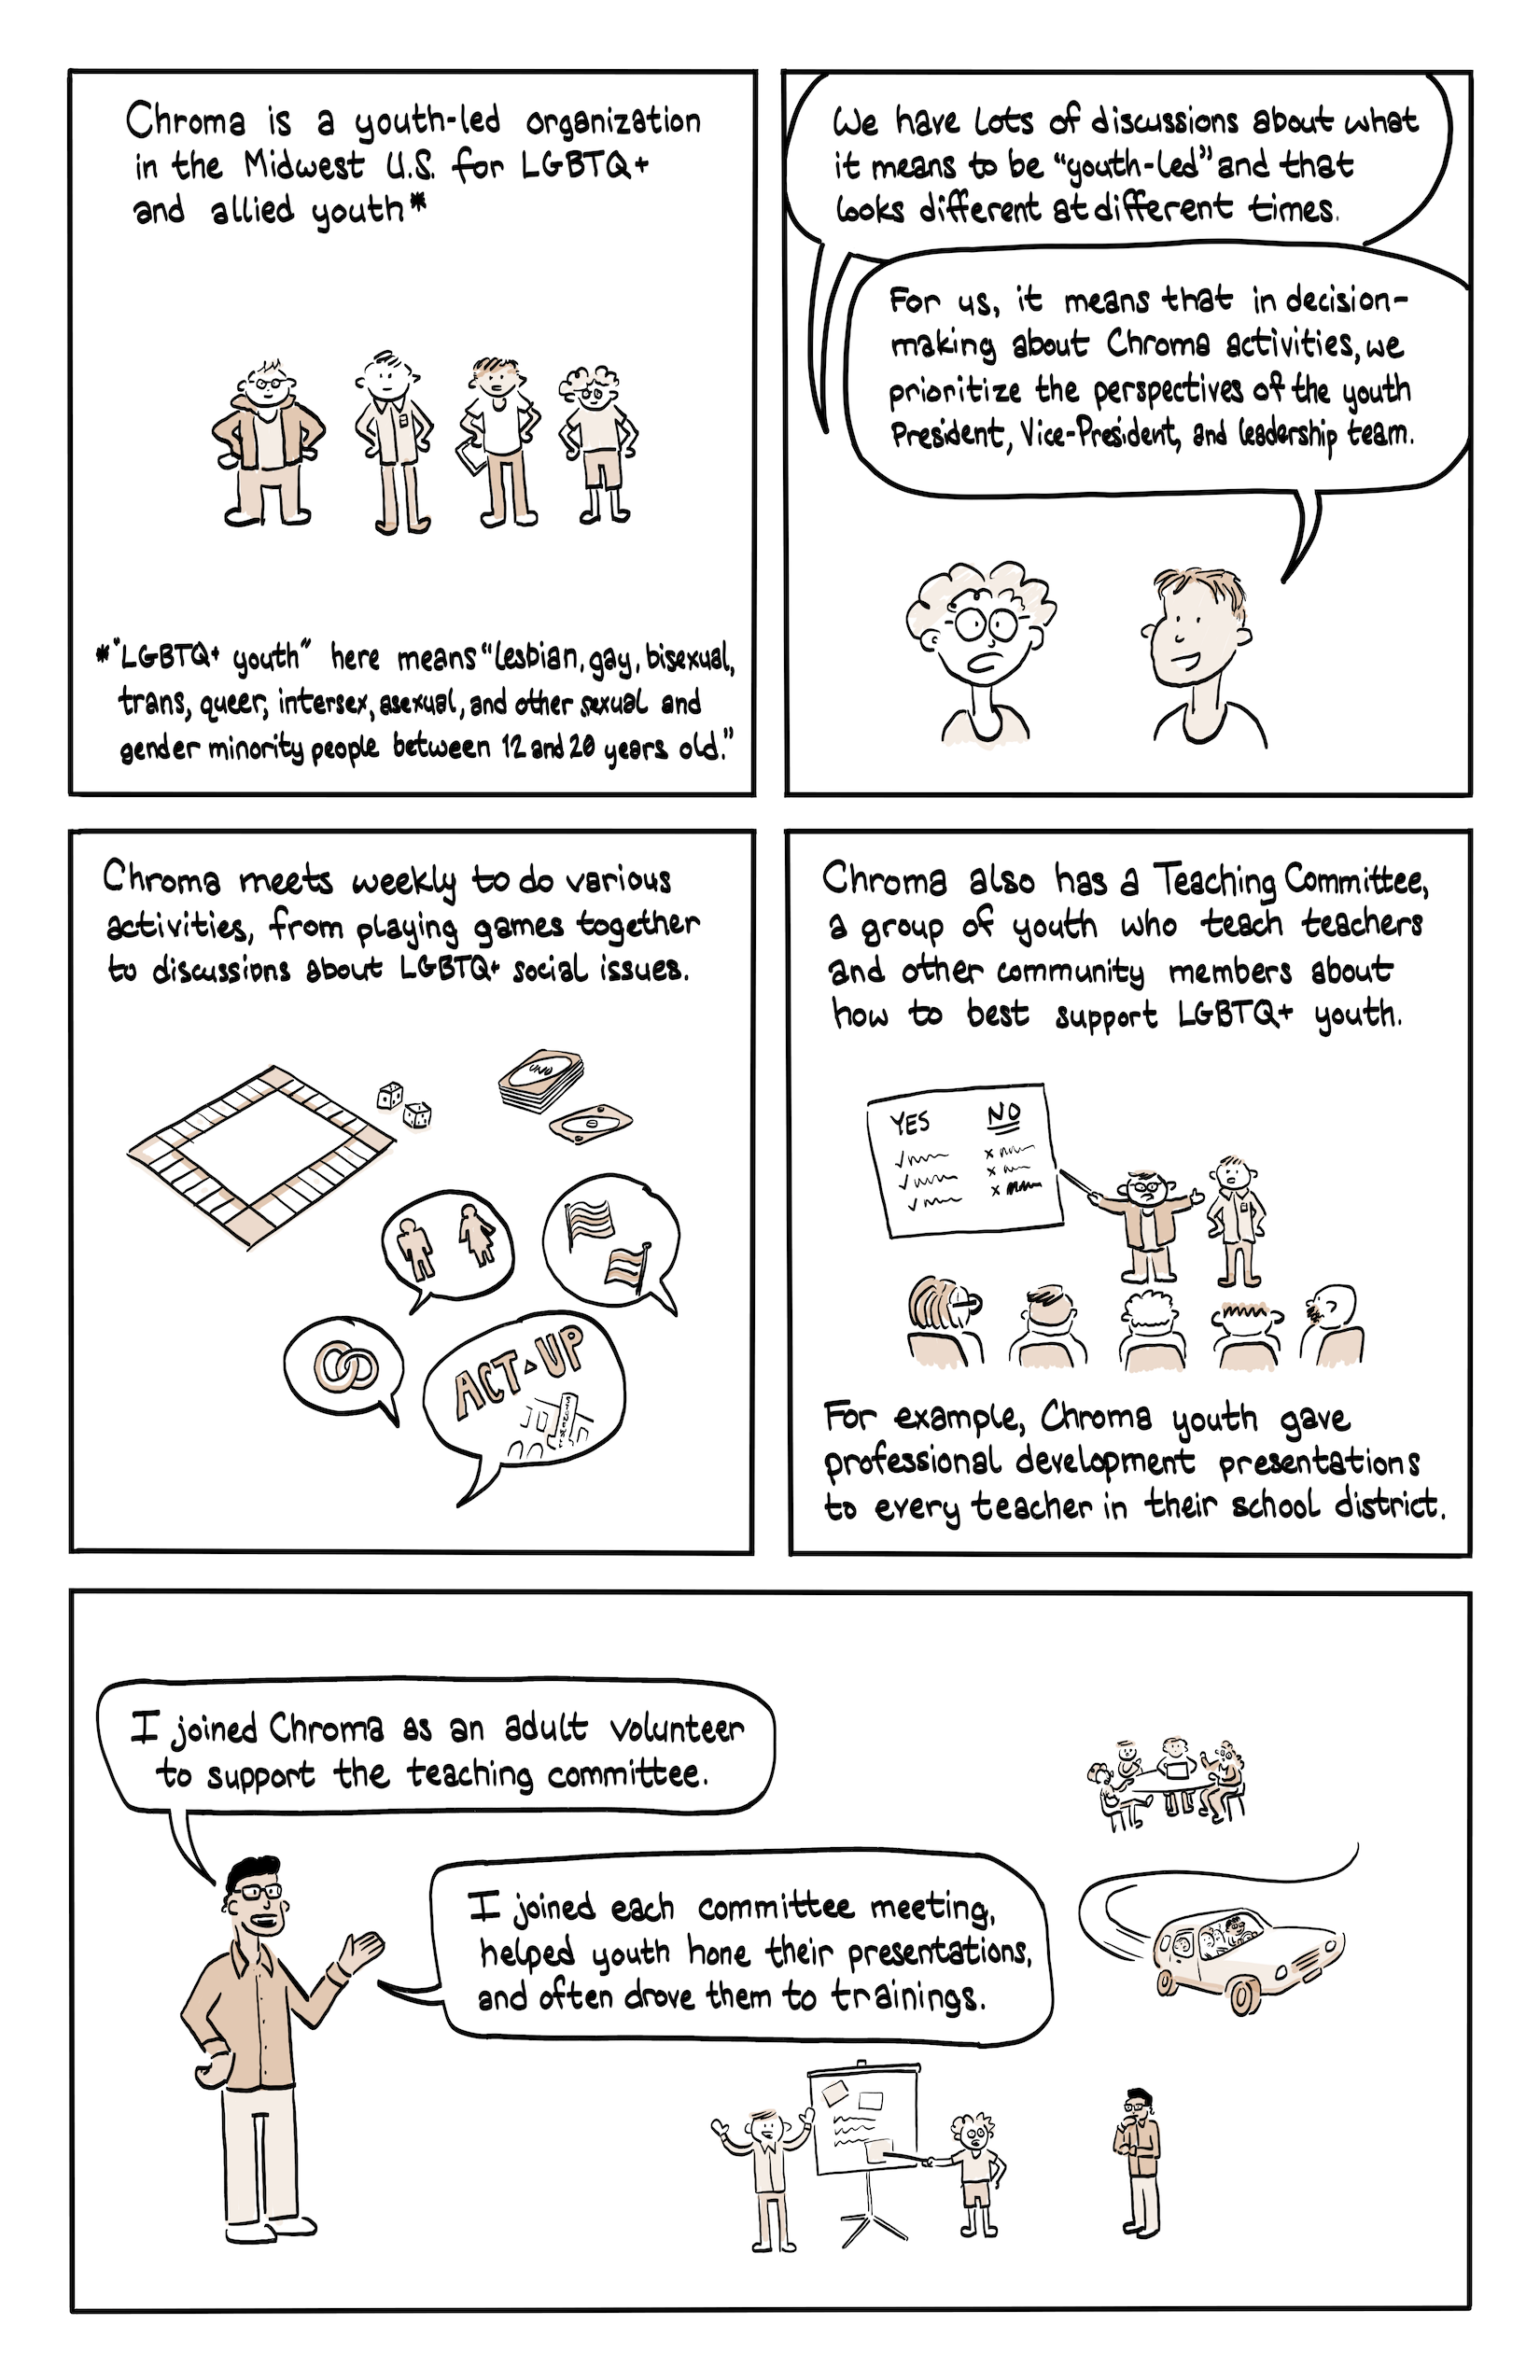 Chroma is a youth-led organization
in the Midwest U.S. for LGBTQ+
and allied youth*
*"LGBTQ+ youth" here means "lesbian, gay, bisexual,
trans, queer, intersex, asexual, and other sexual and
gender minority people between 12 and 20 years old."
We have lots of discussions about what
it means to be "youth-led" and that
looks different at different times.
For us, it means that in decision-
making about Chroma activities, we
prioritize the perspectives of the youth
President, Vice-President, and leadership team.
Chroma meets weekly to do various
activities, from playing games together
to discussions about LGBTQ+ social issues.
UNO
ACT UP
Chroma also has a Teaching Committee,
a group of youth who teach teachers
and other community members about
how to best support LGBTQ+ youth.
YES NO
For example, Chroma youth gave
professional development presentations
to every teacher in their school district.
I joined Chroma as an adult volunteer
to support the teaching committee.
I joined each committee meeting,
helped youth hone their presentations,
and often drove them to trainings.